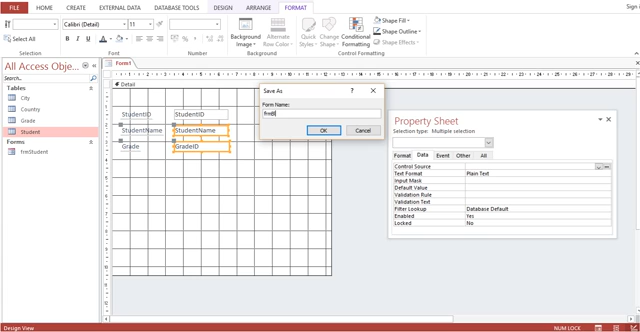 FILE HOME CREATE EXTERNAL DATA DATABASE TOOLS DESIGN ARRANGE FORMAT Sign i
Calibri (Detail) 11
Select All
B I U
Background Image Alternate Row Color Quick Styles Change Shape Conditional Formatting Shape Fill Shape Outline Shape Effects
Selection Font Number Background Control Formatting
All Access Obje...
Search...
Tables
City
Country
Grade
Student
Forms
frmStudent
Form1
Detail
StudentID StudentID
StudentName StudentName
Grade GradeID
Save As ?
Form Name:
frmB
OK Cancel
Property Sheet
Selection type: Multiple selection
Format Data Event Other All
Control Source
Text Format Plain Text
Input Mask
Default Value
Validation Rule
Validation Text
Filter Lookup Database Default
Enabled Yes
Locked No
Design View NUM LOCK